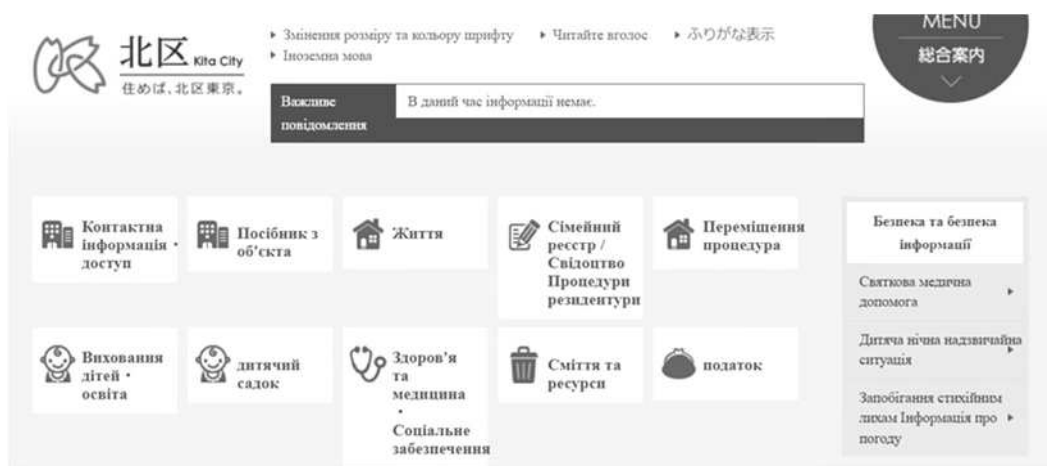 北区 Kita City
住めば、北区東京。
Змінення розміру та кольору шрифту
Читайте вголос
ふりがな表示
Іноземна мова
MENU
総合案内
Важливе
повідомлення
В даний час інформації немає.
Контактна
інформація・
доступ
Посібник з
об'єкта
Життя
Сімейний
реєстр /
Свідоцтво
Процедури
резидентури
Переміщення
процедура
Безпека та безпека
інформації
Святкова медична
допомога
Дитяча нічна надзвичайна
ситуація
Запобігання стихійним
лихам Інформація про
погоду
Виховання
дітей・
освіта
дитячий
садок
Здоров'я
та
медицина
・
Соціальне
забезпечення
Сміття та
ресурси
податок